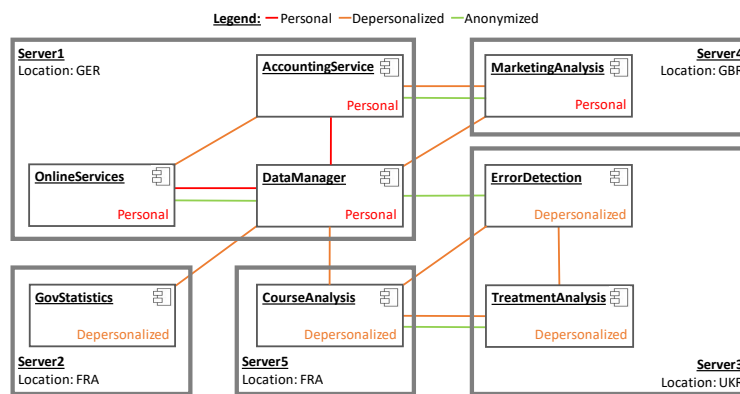 Legend: Personal Depersonalized Anonymized
Server1
Location: GER
AccountingService
Personal
MarketingAnalysis
Personal
Server4
Location: GBR
OnlineServices
Personal
DataManager
Personal
ErrorDetection
Depersonalized
GovStatistics
Depersonalized
Server2
Location: FRA
CourseAnalysis
Depersonalized
Server5
Location: FRA
TreatmentAnalysis
Depersonalized
Server3
Location: UKR